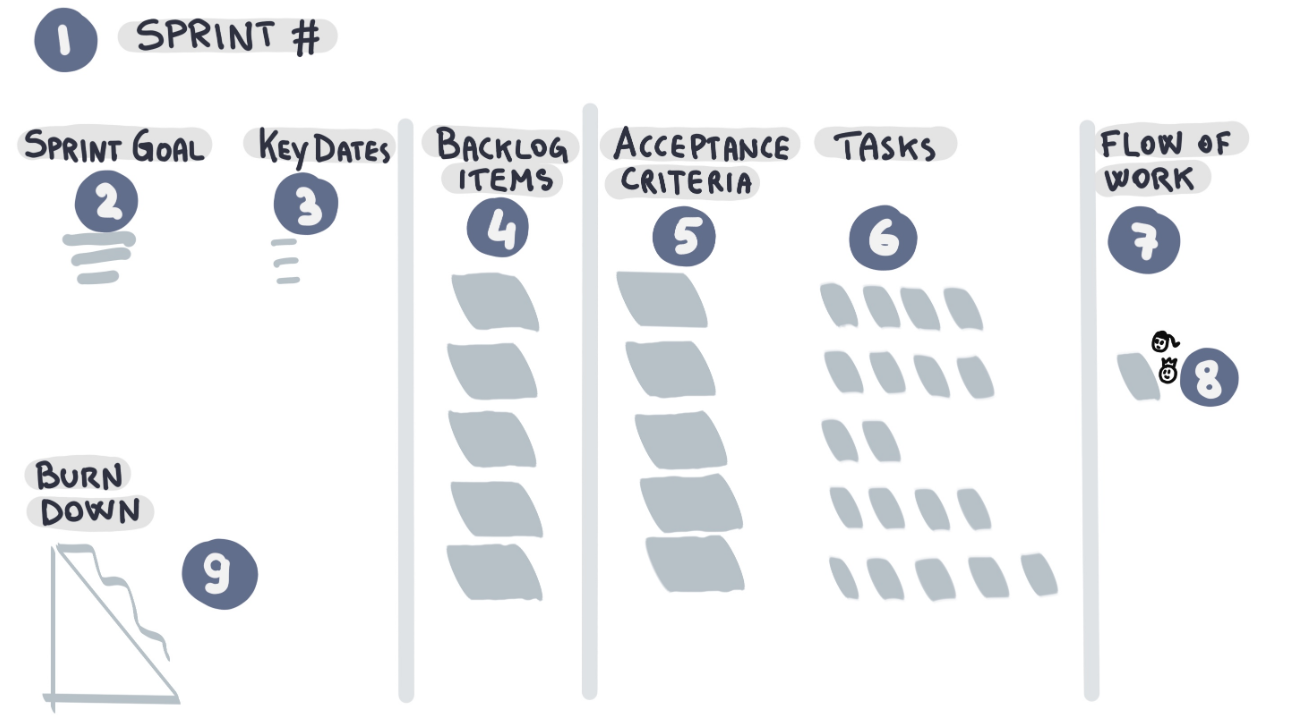 1 SPRINT #
SPRINT GOAL
2
KEY DATES
3
BACKLOG
ITEMS
4
ACCEPTANCE
CRITERIA
5
TASKS
6
FLOW OF
WORK
7
8
BURN
DOWN
9